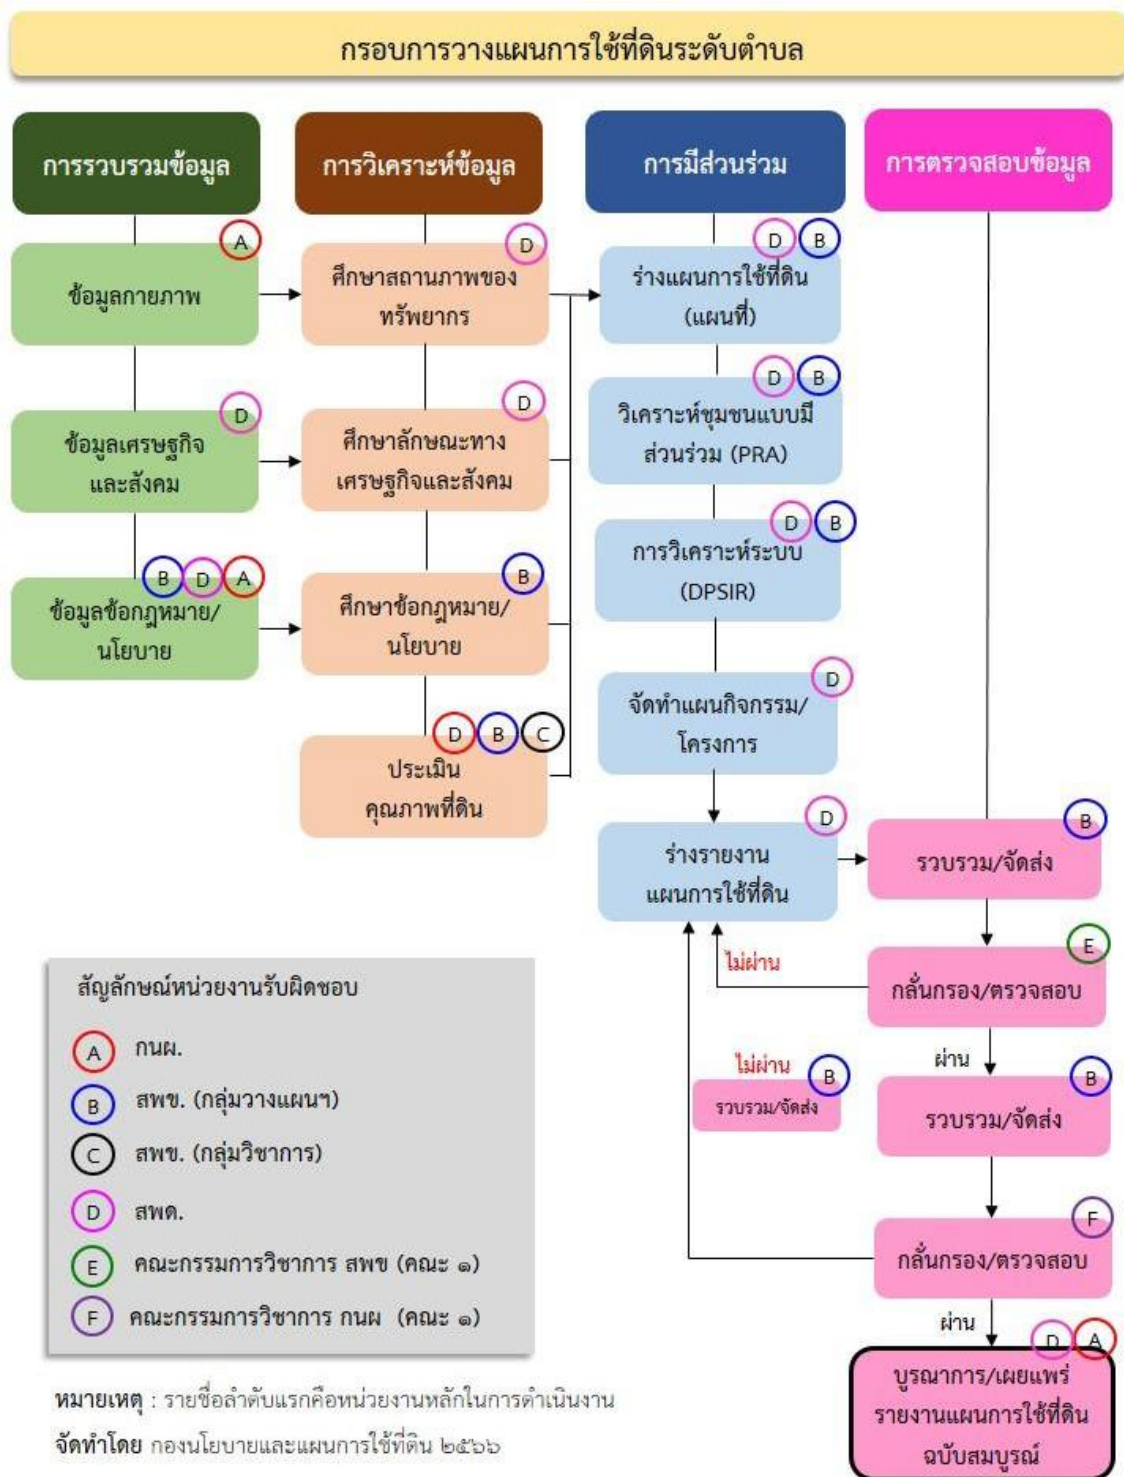 กรอบการวางแผนการใช้ที่ดินระดับตำบล
การรวบรวมข้อมูล
A
ข้อมูลกายภาพ
D
ข้อมูลเศรษฐกิจ
และสังคม
B D A
ข้อมูลข้อกฎหมาย/
นโยบาย
การวิเคราะห์ข้อมูล
D
ศึกษาสถานภาพของ
ทรัพยากร
D
ศึกษาลักษณะทาง
เศรษฐกิจและสังคม
B
ศึกษาข้อกฎหมาย/
นโยบาย
D B C
ประเมิน
คุณภาพที่ดิน
การมีส่วนร่วม
D B
ร่างแผนการใช้ที่ดิน
(แผนที่)
D B
วิเคราะห์ชุมชนแบบมี
ส่วนร่วม (PRA)
D B
การวิเคราะห์ระบบ
(DPSIR)
D
จัดทำแผนกิจกรรม/
โครงการ
D
ร่างรายงาน
แผนการใช้ที่ดิน
การตรวจสอบข้อมูล
B
รวบรวม/จัดส่ง
E
กลั่นกรอง/ตรวจสอบ
ไม่ผ่าน
ผ่าน
B
รวบรวม/จัดส่ง
F
กลั่นกรอง/ตรวจสอบ
ไม่ผ่าน
B
รวบรวม/จัดส่ง
ผ่าน
D A
บูรณาการ/เผยแพร่
รายงานแผนการใช้ที่ดิน
ฉบับสมบูรณ์
สัญลักษณ์หน่วยงานรับผิดชอบ
A กนผ.
B สพข. (กลุ่มวางแผนฯ)
C สพข. (กลุ่มวิชาการ)
D สพด.
E คณะกรรมการวิชาการ สพข (คณะ ๑)
F คณะกรรมการวิชาการ กนผ (คณะ ๑)
หมายเหตุ : รายชื่อลำดับแรกคือหน่วยงานหลักในการดำเนินงาน
จัดทำโดย กองนโยบายและแผนการใช้ที่ดิน ๒๕๖๖